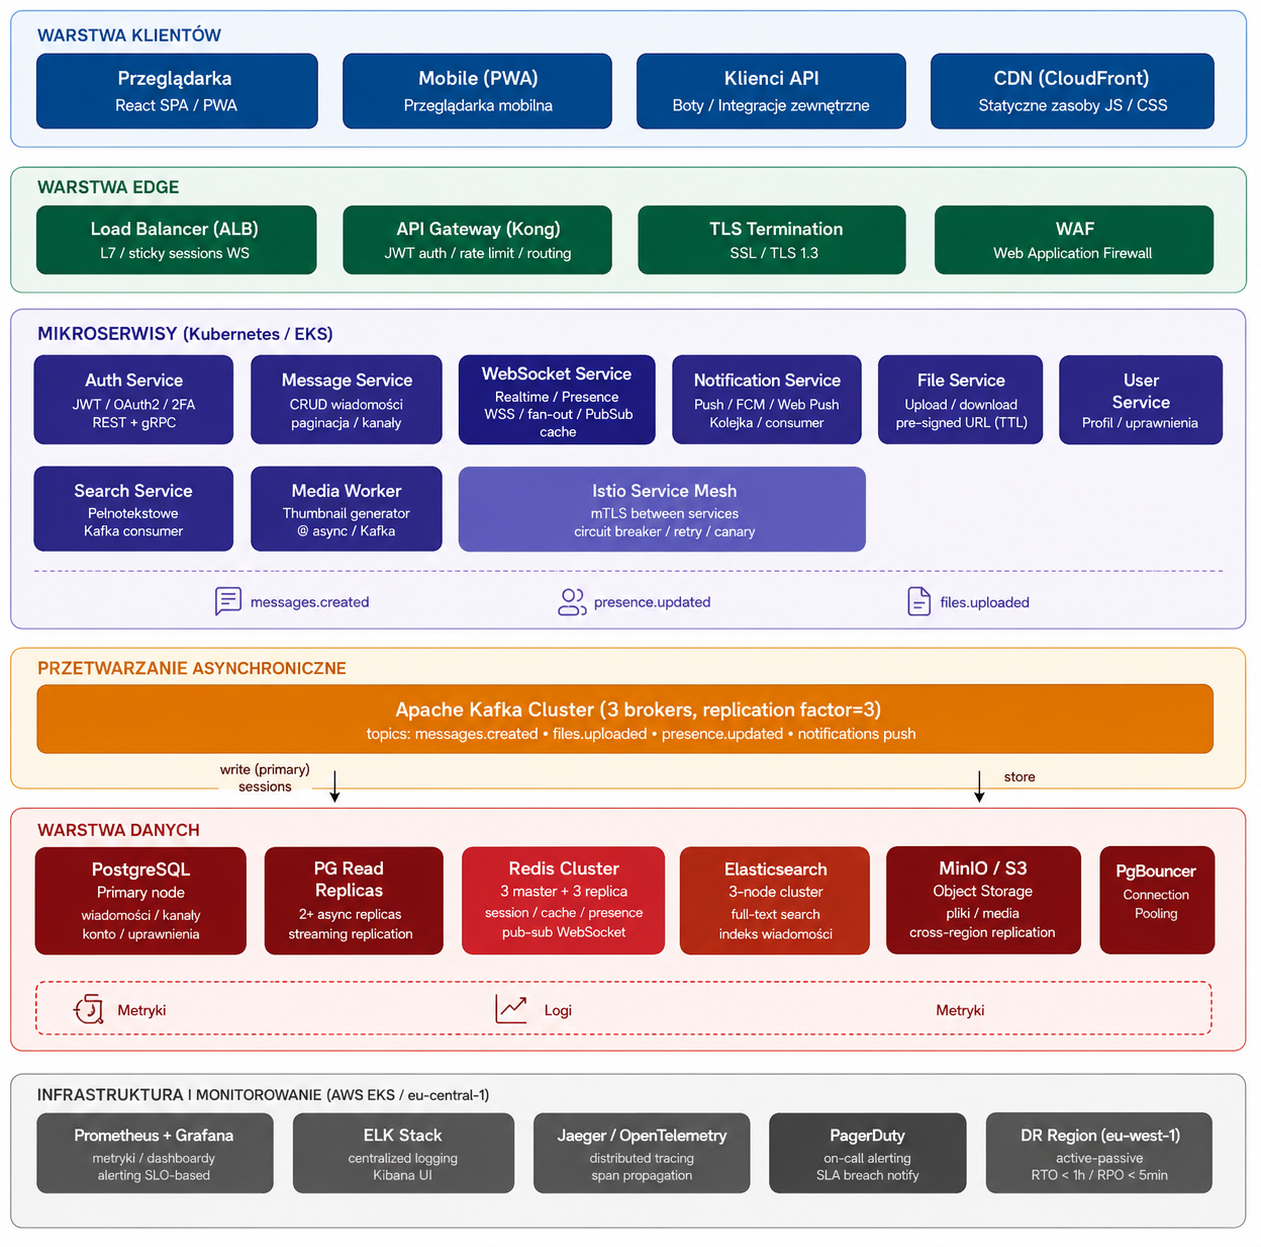 WARSTWA KLIENTÓW
Przeglądarka
React SPA / PWA
Mobile (PWA)
Przeglądarka mobilna
Klienci API
Boty / Integracje zewnętrzne
CDN (CloudFront)
Statyczne zasoby JS / CSS
WARSTWA EDGE
Load Balancer (ALB)
L7 / sticky sessions WS
API Gateway (Kong)
JWT auth / rate limit / routing
TLS Termination
SSL / TLS 1.3
WAF
Web Application Firewall
MIKROSERWISY (Kubernetes / EKS)
Auth Service
JWT / OAuth2 / 2FA
REST + gRPC
Message Service
CRUD wiadomości
paginacja / kanały
WebSocket Service
Realtime / Presence
WSS / fan-out / PubSub
cache
Notification Service
Push / FCM / Web Push
Kolejka / consumer
File Service
Upload / download
pre-signed URL (TTL)
User
Service
Profil / uprawnienia
Search Service
Pełnotekstowe
Kafka consumer
Media Worker
Thumbnail generator
@ async / Kafka
Istio Service Mesh
mTLS between services
circuit breaker / retry / canary
messages.created
presence.updated
files.uploaded
PRZETWARZANIE ASYNCHRONICZNE
Apache Kafka Cluster (3 brokers, replication factor=3)
topics: messages.created • files.uploaded • presence.updated • notifications push
write (primary)
sessions
store
WARSTWA DANYCH
PostgreSQL
Primary node
wiadomości / kanały
konto / uprawnienia
PG Read
Replicas
2+ async replicas
streaming replication
Redis Cluster
3 master + 3 replica
session / cache / presence
pub-sub WebSocket
Elasticsearch
3-node cluster
full-text search
indeks wiadomości
MinIO / S3
Object Storage
pliki / media
cross-region replication
PgBouncer
Connection
Pooling
Metryki
Logi
Metryki
INFRASTRUKTURA I MONITOROWANIE (AWS EKS / eu-central-1)
Prometheus + Grafana
metryki / dashboardy
alerting SLO-based
ELK Stack
centralized logging
Kibana UI
Jaeger / OpenTelemetry
distributed tracing
span propagation
PagerDuty
on-call alerting
SLA breach notify
DR Region (eu-west-1)
active-passive
RTO < 1h / RPO < 5min